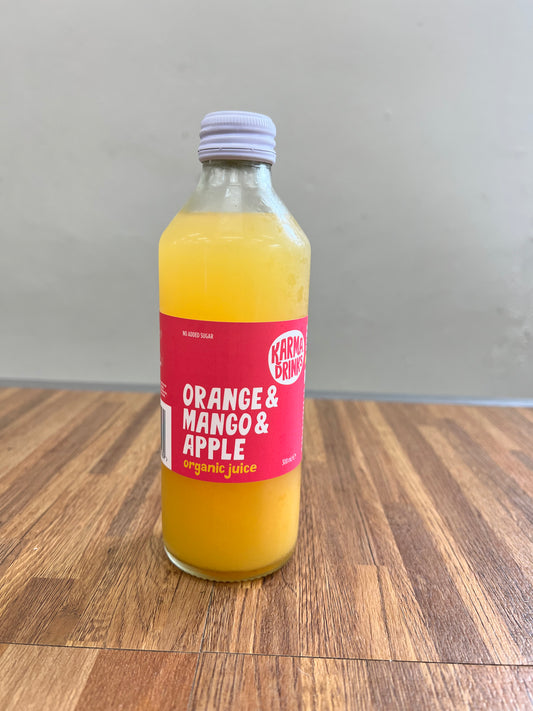 NO ADDED SUGAR
KARMA
DRINKS
ORANGE &
MANGO &
APPLE
organic juice